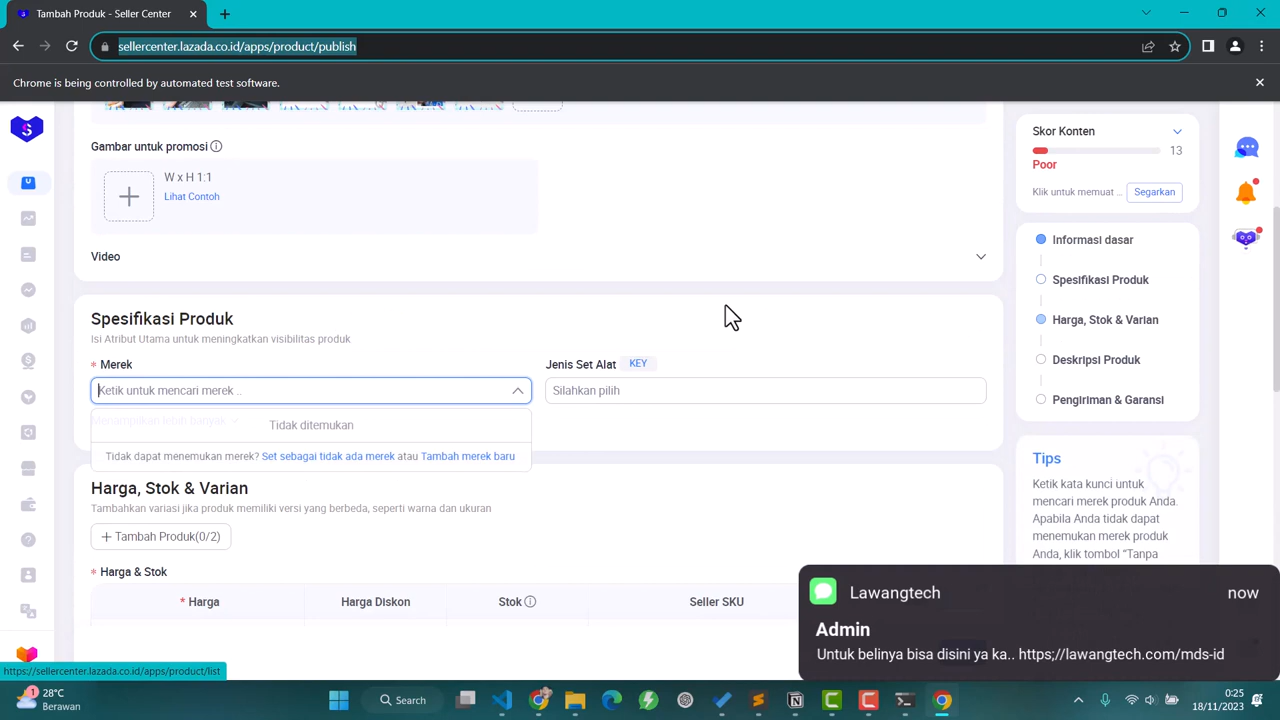 Tambah Produk - Seller Center
sellercenter.lazada.co.id/apps/product/publish
Chrome is being controlled by automated test software.
Gambar untuk promosi
W x H 1:1
Lihat Contoh
Video
Spesifikasi Produk
Isi Atribut Utama untuk meningkatkan visibilitas produk
* Merek
Jenis Set Alat KEY
Ketik untuk mencari merek ..
Silahkan pilih
Menampilkan lebih banyak
Tidak ditemukan
Tidak dapat menemukan merek? Set sebagai tidak ada merek atau Tambah merek baru
Harga, Stok & Varian
Tambahkan variasi jika produk memiliki versi yang berbeda, seperti warna dan ukuran
+ Tambah Produk(0/2)
* Harga & Stok
* Harga
Harga Diskon
Stok
Seller SKU
Skor Konten
13
Poor
Klik untuk memuat ..
Segarkan
Informasi dasar
Spesifikasi Produk
Harga, Stok & Varian
Deskripsi Produk
Pengiriman & Garansi
Tips
Ketik kata kunci untuk
mencari merek produk Anda.
Apabila Anda tidak dapat
menemukan merek produk
Anda, klik tombol “Tanpa
Lawangtech
now
Admin
Untuk belinya bisa disini ya ka.. https;//lawangtech.com/mds-id
https://sellercenter.lazada.co.id/apps/product/list
1
28°C
Berawan
Search
0:25
18/11/2023